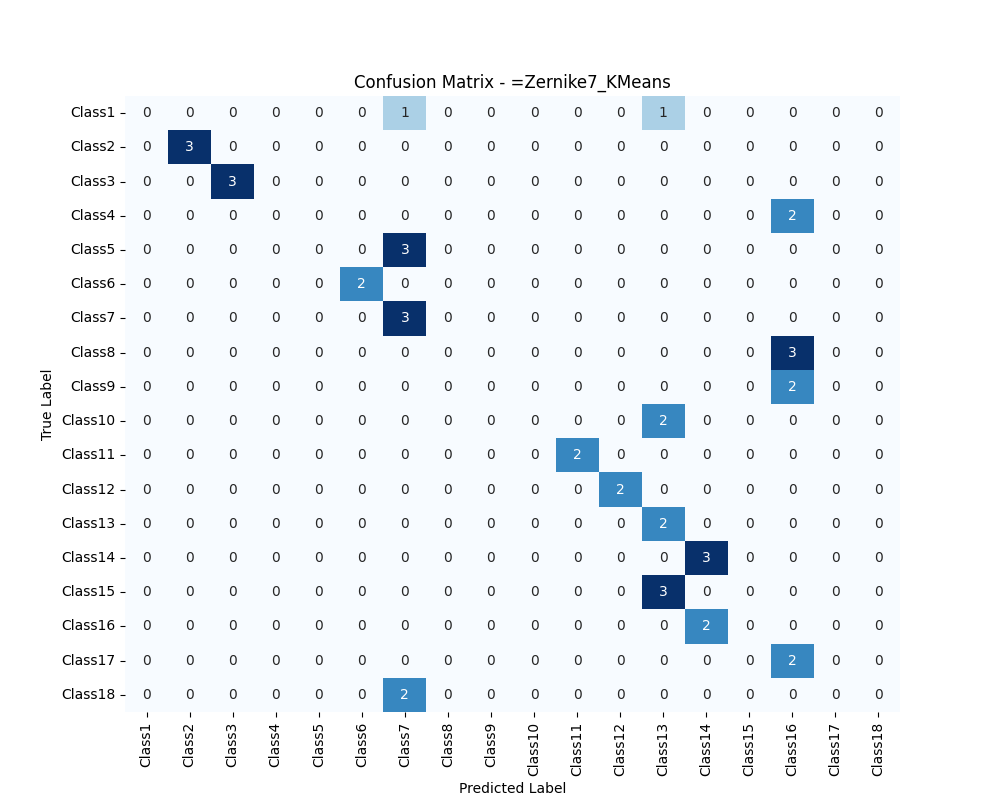 Confusion Matrix - =Zernike7_KMeans
True Label
Class1 0 0 0 0 0 0 1 0 0 0 0 0 1 0 0 0 0 0
Class2 0 3 0 0 0 0 0 0 0 0 0 0 0 0 0 0 0 0
Class3 0 0 3 0 0 0 0 0 0 0 0 0 0 0 0 0 0 0
Class4 0 0 0 0 0 0 0 0 0 0 0 0 0 0 0 2 0 0
Class5 0 0 0 0 0 0 3 0 0 0 0 0 0 0 0 0 0 0
Class6 0 0 0 0 0 2 0 0 0 0 0 0 0 0 0 0 0 0
Class7 0 0 0 0 0 0 3 0 0 0 0 0 0 0 0 0 0 0
Class8 0 0 0 0 0 0 0 0 0 0 0 0 0 0 0 3 0 0
Class9 0 0 0 0 0 0 0 0 0 0 0 0 0 0 0 2 0 0
Class10 0 0 0 0 0 0 0 0 0 0 0 0 2 0 0 0 0 0
Class11 0 0 0 0 0 0 0 0 0 0 2 0 0 0 0 0 0 0
Class12 0 0 0 0 0 0 0 0 0 0 0 2 0 0 0 0 0 0
Class13 0 0 0 0 0 0 0 0 0 0 0 0 2 0 0 0 0 0
Class14 0 0 0 0 0 0 0 0 0 0 0 0 0 3 0 0 0 0
Class15 0 0 0 0 0 0 0 0 0 0 0 0 3 0 0 0 0 0
Class16 0 0 0 0 0 0 0 0 0 0 0 0 0 2 0 0 0 0
Class17 0 0 0 0 0 0 0 0 0 0 0 0 0 0 0 2 0 0
Class18 0 0 0 0 0 0 2 0 0 0 0 0 0 0 0 0 0 0
Class1 Class2 Class3 Class4 Class5 Class6 Class7 Class8 Class9 Class10 Class11 Class12 Class13 Class14 Class15 Class16 Class17 Class18
Predicted Label